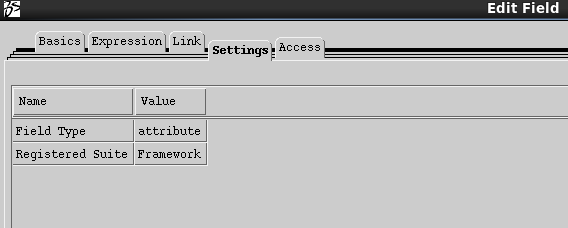 Edit Field
Basics Expression Link Settings Access
Name Value
Field Type attribute
Registered Suite Framework